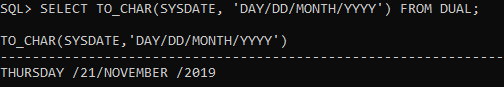 SQL> SELECT TO_CHAR(SYSDATE, 'DAY/DD/MONTH/YYYY') FROM DUAL;
TO_CHAR(SYSDATE,'DAY/DD/MONTH/YYYY')
--------------------------------------------------------------------------------
THURSDAY /21/NOVEMBER /2019